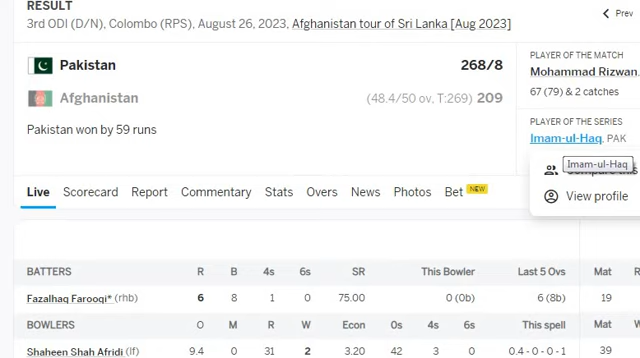 RESULT
3rd ODI (D/N), Colombo (RPS), August 26, 2023, Afghanistan tour of Sri Lanka [Aug 2023]
Prev
Pakistan 268/8
Afghanistan (48.4/50 ov, T:269) 209
Pakistan won by 59 runs
PLAYER OF THE MATCH
Mohammad Rizwan,
67 (79) & 2 catches
PLAYER OF THE SERIES
Imam-ul-Haq, PAK
Imam-ul-Haq
View profile
Live Scorecard Report Commentary Stats Overs News Photos Bet NEW
BATTERS R B 4s 6s SR This Bowler Last 5 Ovs Mat R
Fazalhaq Farooqi* (rhb) 6 8 1 0 75.00 0 (0b) 6 (8b) 19
BOWLERS O M R W Econ 0s 4s 6s This spell Mat W
Shaheen Shah Afridi (lf) 9.4 0 31 2 3.20 42 3 0 0.4 - 0 - 0 - 1 39